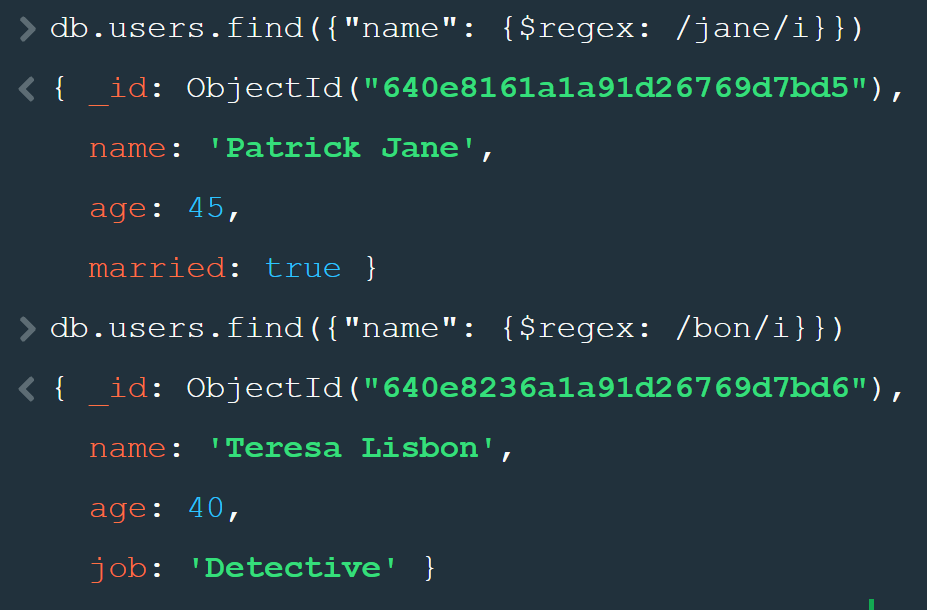 > db.users.find({"name": {$regex: /jane/i}})
< { _id: ObjectId("640e8161a1a91d26769d7bd5"),
name: 'Patrick Jane',
age: 45,
married: true }
> db.users.find({"name": {$regex: /bon/i}})
< { _id: ObjectId("640e8236a1a91d26769d7bd6"),
name: 'Teresa Lisbon',
age: 40,
job: 'Detective' }